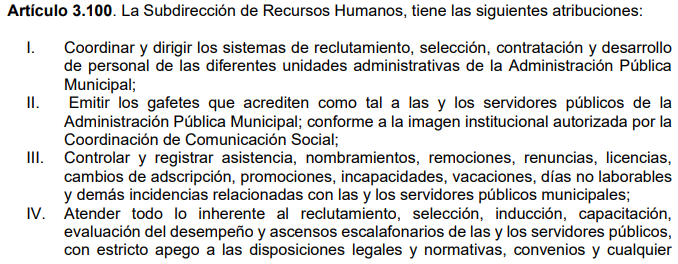 Artículo 3.100. La Subdirección de Recursos Humanos, tiene las siguientes atribuciones:
I. Coordinar y dirigir los sistemas de reclutamiento, selección, contratación y desarrollo
de personal de las diferentes unidades administrativas de la Administración Pública
Municipal;
II. Emitir los gafetes que acrediten como tal a las y los servidores públicos de la
Administración Pública Municipal; conforme a la imagen institucional autorizada por la
Coordinación de Comunicación Social;
III. Controlar y registrar asistencia, nombramientos, remociones, renuncias, licencias,
cambios de adscripción, promociones, incapacidades, vacaciones, días no laborables
y demás incidencias relacionadas con las y los servidores públicos municipales;
IV. Atender todo lo inherente al reclutamiento, selección, inducción, capacitación,
evaluación del desempeño y ascensos escalafonarios de las y los servidores públicos,
con estricto apego a las disposiciones legales y normativas, convenios y cualquier